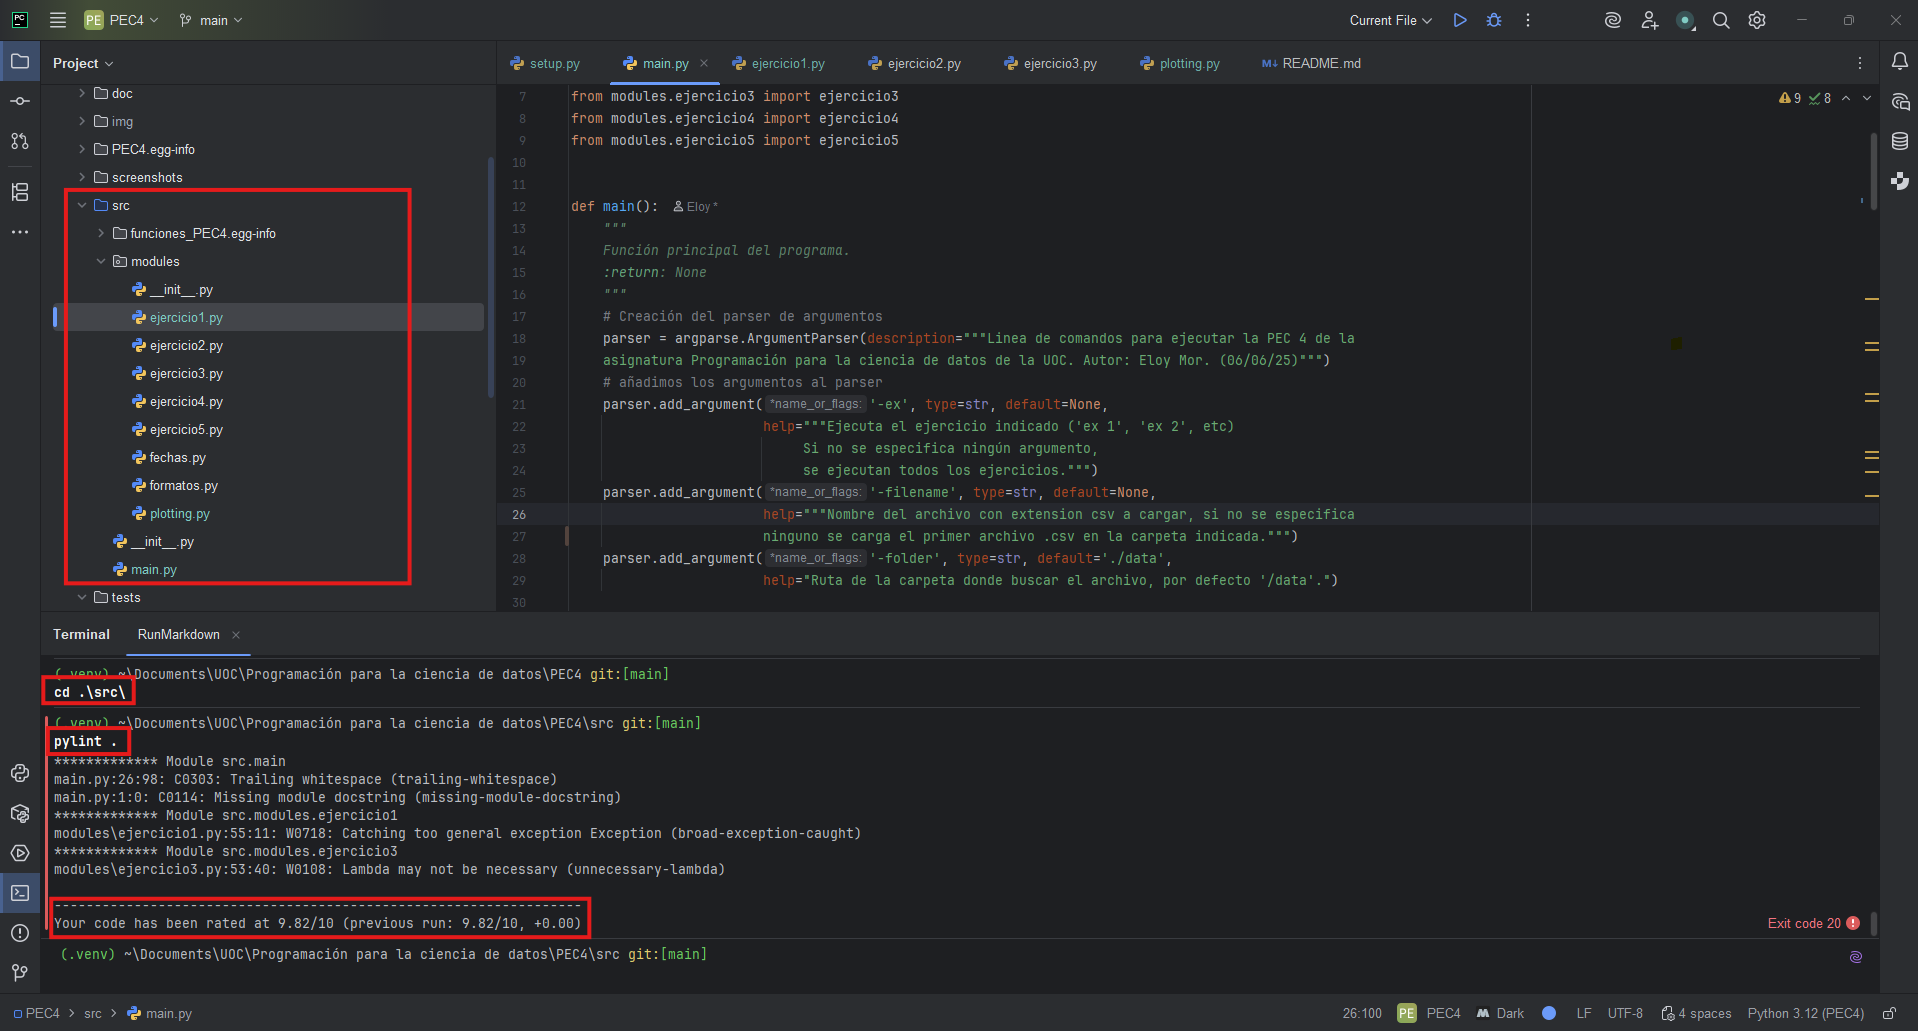 PC
PE PEC4 main
Current File
Project
setup.py main.py ejercicio1.py ejercicio2.py ejercicio3.py plotting.py M↓ README.md
doc
img
PEC4.egg-info
screenshots
src
funciones_PEC4.egg-info
modules
__init__.py
ejercicio1.py
ejercicio2.py
ejercicio3.py
ejercicio4.py
ejercicio5.py
fechas.py
formatos.py
plotting.py
__init__.py
main.py
tests
9 8
7 from modules.ejercicio3 import ejercicio3
8 from modules.ejercicio4 import ejercicio4
9 from modules.ejercicio5 import ejercicio5
10
11
12 def main(): Eloy *
13 """
14 Función principal del programa.
15 :return: None
16 """
17 # Creación del parser de argumentos
18 parser = argparse.ArgumentParser(description="""Linea de comandos para ejecutar la PEC 4 de la
19 asignatura Programación para la ciencia de datos de la UOC. Autor: Eloy Mor. (06/06/25)""")
20 # añadimos los argumentos al parser
21 parser.add_argument( *name_or_flags: '-ex', type=str, default=None,
22 help="""Ejecuta el ejercicio indicado ('ex 1', 'ex 2', etc)
23 Si no se especifica ningún argumento,
24 se ejecutan todos los ejercicios.""")
25 parser.add_argument( *name_or_flags: '-filename', type=str, default=None,
26 help="""Nombre del archivo con extension csv a cargar, si no se especifica
27 ninguno se carga el primer archivo .csv en la carpeta indicada.""")
28 parser.add_argument( *name_or_flags: '-folder', type=str, default='./data',
29 help="Ruta de la carpeta donde buscar el archivo, por defecto '/data'.")
30
Terminal RunMarkdown
(.venv) ~\Documents\UOC\Programación para la ciencia de datos\PEC4 git:[main]
cd .\src\
(.venv) ~\Documents\UOC\Programación para la ciencia de datos\PEC4\src git:[main]
pylint .
************* Module src.main
main.py:26:98: C0303: Trailing whitespace (trailing-whitespace)
main.py:1:0: C0114: Missing module docstring (missing-module-docstring)
************* Module src.modules.ejercicio1
modules\ejercicio1.py:55:11: W0718: Catching too general exception Exception (broad-exception-caught)
************* Module src.modules.ejercicio3
modules\ejercicio3.py:53:40: W0108: Lambda may not be necessary (unnecessary-lambda)
------------------------------------------------------------------
Your code has been rated at 9.82/10 (previous run: 9.82/10, +0.00)
Exit code 20
(.venv) ~\Documents\UOC\Programación para la ciencia de datos\PEC4\src git:[main]
PEC4 > src > main.py
26:100 PE PEC4 Dark LF UTF-8 4 spaces Python 3.12 (PEC4)